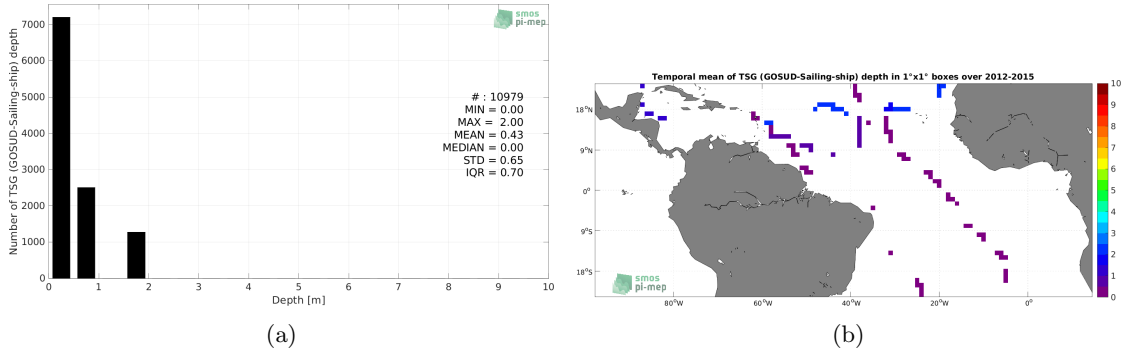 7000
6000
5000
4000
3000
2000
1000
0
Number of TSG (GOSUD-Sailing-ship) depth
smos
pi-mep
# : 10979
MIN = 0.00
MAX = 2.00
MEAN = 0.43
MEDIAN = 0.00
STD = 0.65
IQR = 0.70
0 1 2 3 4 5 6 7 8 9 10
Depth [m]
(a)
Temporal mean of TSG (GOSUD-Sailing-ship) depth in 1°x1° boxes over 2012-2015
18°N
9°N
0°
9°S
18°S
smos
pi-mep
80°W 60°W 40°W 20°W 0°
10
9
8
7
6
5
4
3
2
1
0
(b)